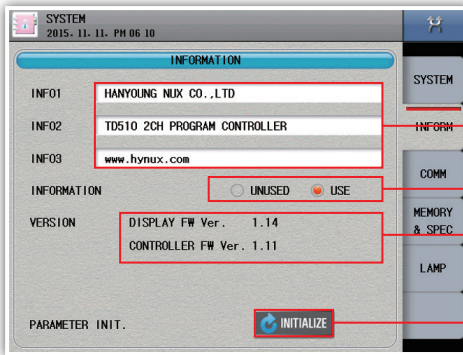 SYSTEM
2015. 11. 11. PM 06 10
INFORMATION
SYSTEM
INFO1 HANYOUNG NUX CO.,LTD
INFO2 TD510 2CH PROGRAM CONTROLLER
INFORM
INFO3 www.hynux.com
COMM
INFORMATION UNUSED USE
MEMORY
& SPEC
VERSION DISPLAY FW Ver. 1.14
CONTROLLER FW Ver. 1.11
LAMP
PARAMETER INIT. INITIALIZE